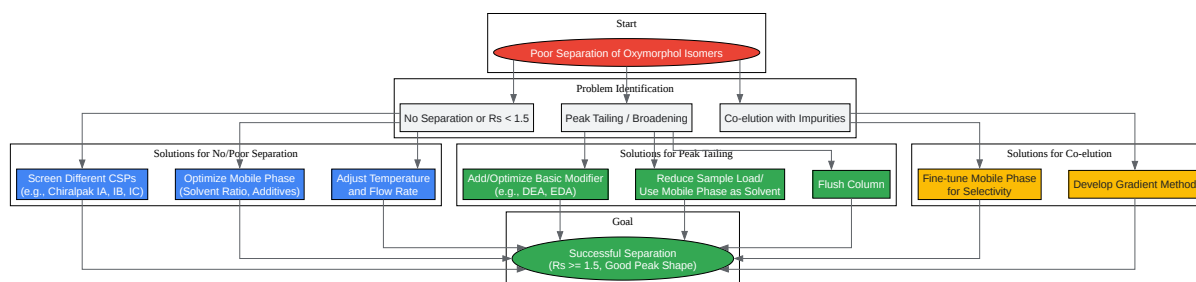 Start
Poor Separation of Oxymorphol Isomers
Problem Identification
No Separation or Rs < 1.5
Peak Tailing / Broadening
Co-elution with Impurities
Solutions for No/Poor Separation
Screen Different CSPs
(e.g., Chiralpak IA, IB, IC)
Optimize Mobile Phase
(Solvent Ratio, Additives)
Adjust Temperature
and Flow Rate
Solutions for Peak Tailing
Add/Optimize Basic Modifier
(e.g., DEA, EDA)
Reduce Sample Load/
Use Mobile Phase as Solvent
Flush Column
Solutions for Co-elution
Fine-tune Mobile Phase
for Selectivity
Develop Gradient Method
Goal
Successful Separation
(Rs >= 1.5, Good Peak Shape)